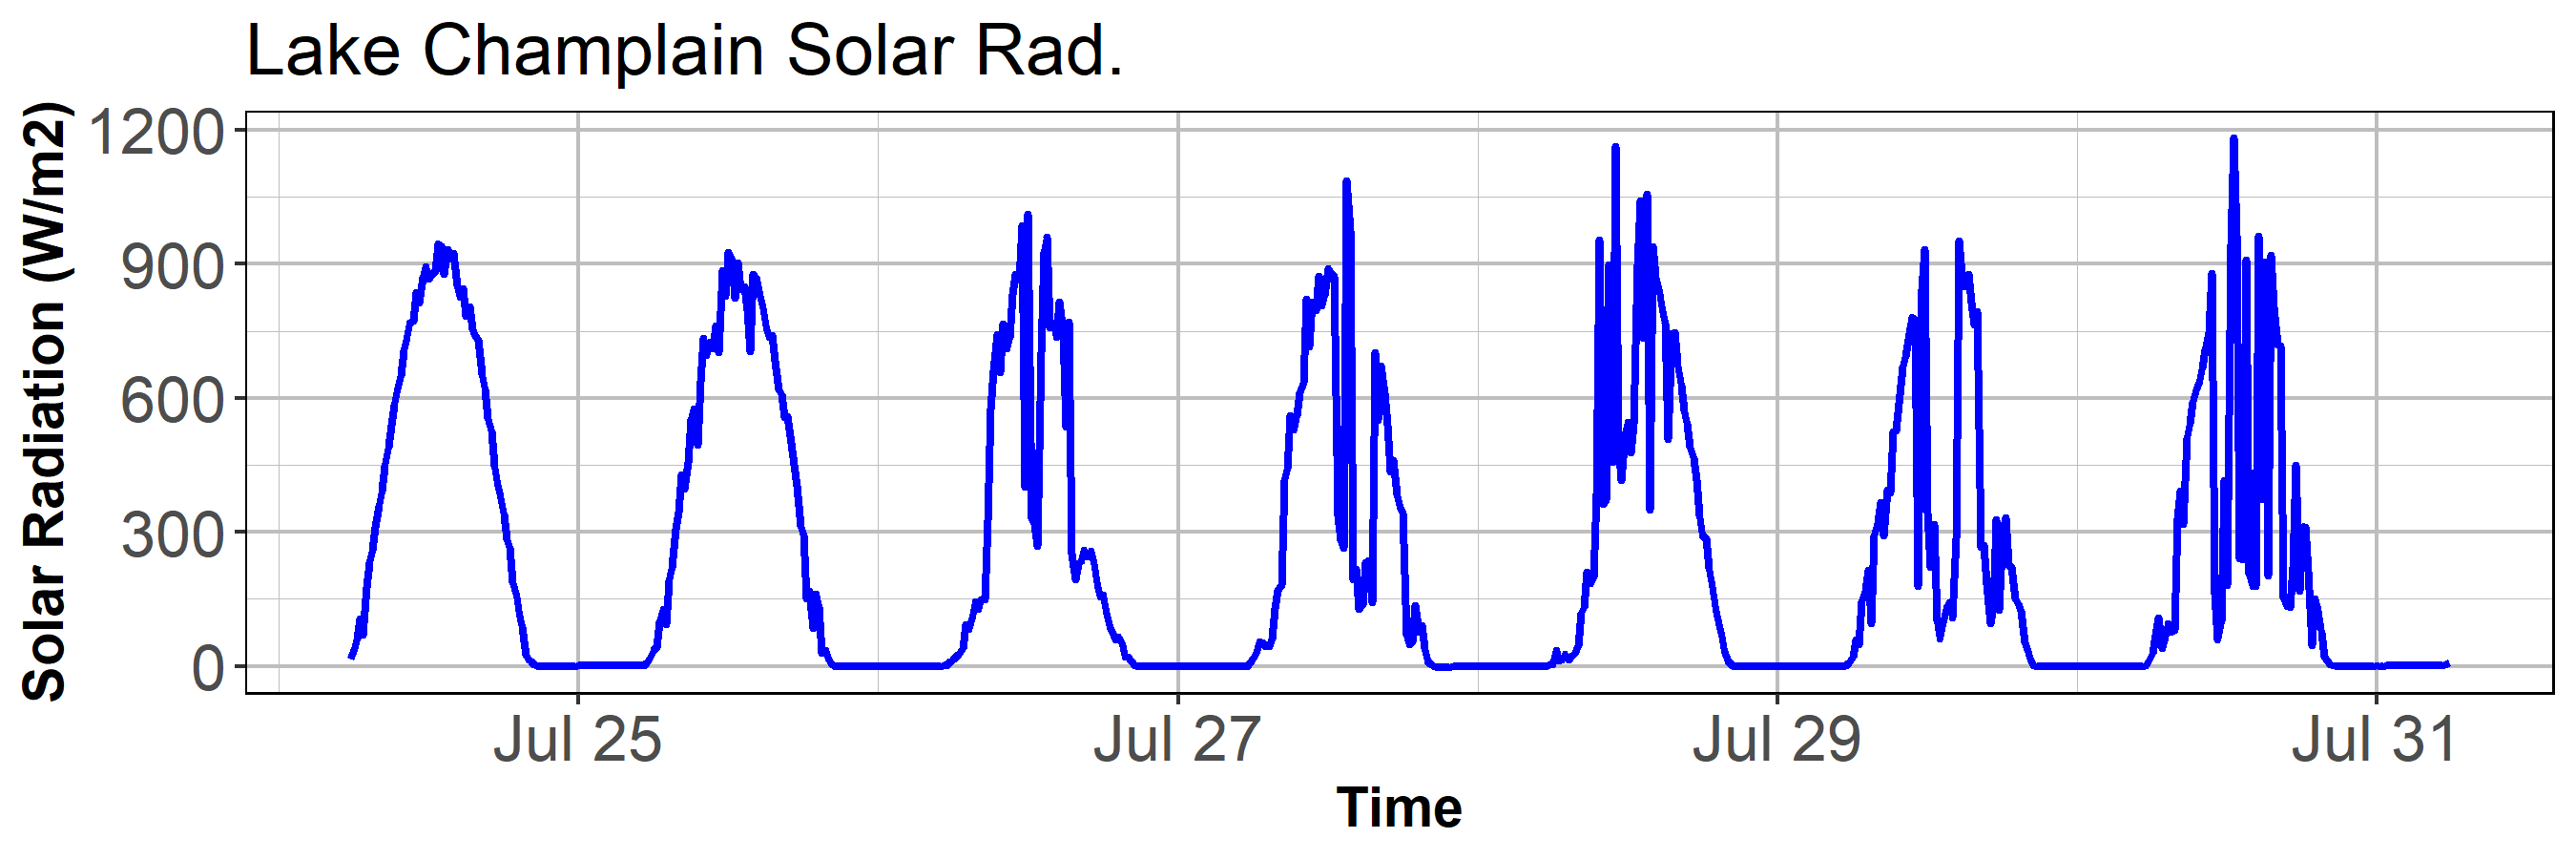 Lake Champlain Solar Rad.
Solar Radiation (W/m2)
1200
900
600
300
0
Jul 25
Jul 27
Jul 29
Jul 31
Time